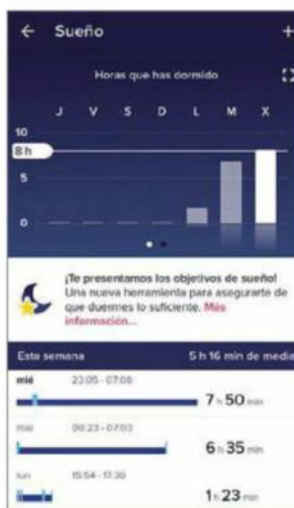 Sueño
Horas que has dormido
J V S D L M X
10
8 h
5
0
¡Te presentamos los objetivos de sueño!
Una nueva herramienta para asegurarte de
que duermes lo suficiente. Más
información...
Esta semana 5 h 16 min de media
mié 23:05 - 07:08
7 h 50 min
mar 00:23 - 07:03
6 h 35 min
lun 15:54 - 17:30
1 h 23 min